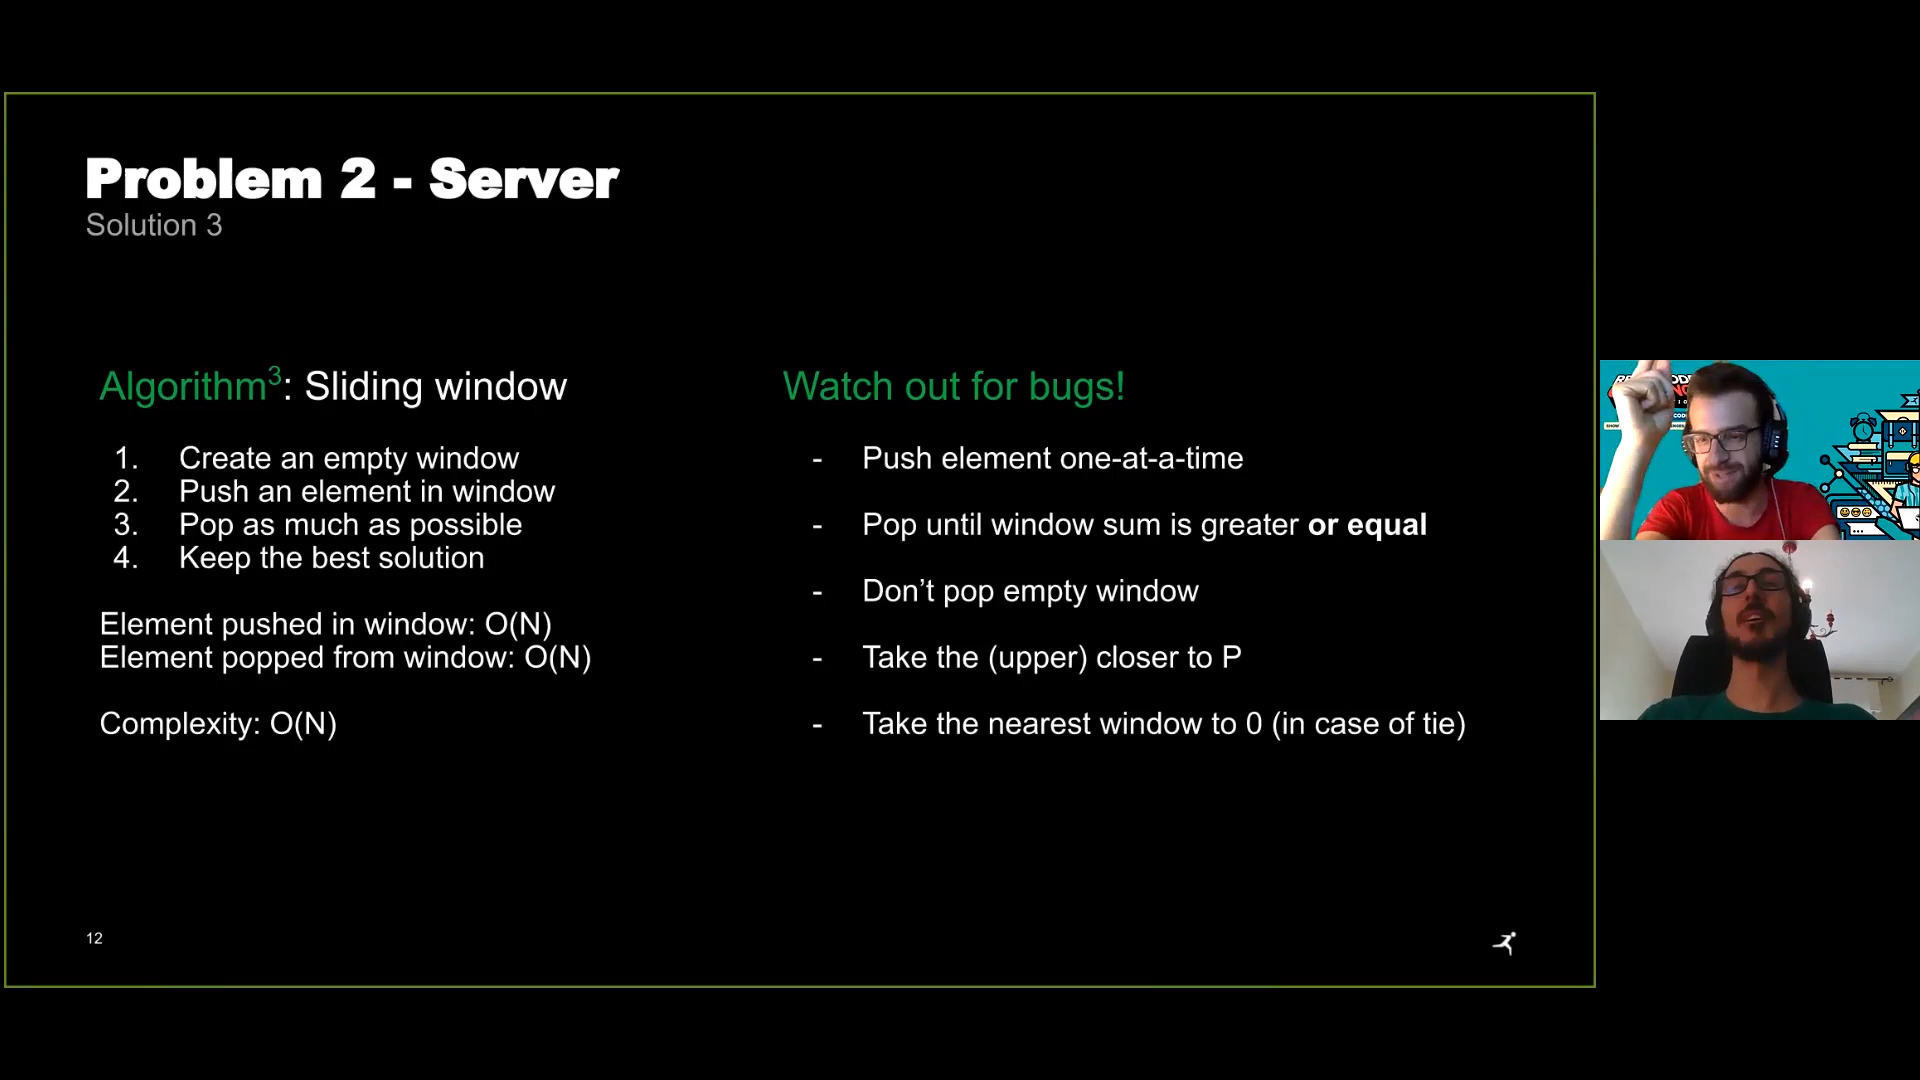 Problem 2 - Server
Solution 3
Algorithm3: Sliding window
1. Create an empty window
2. Push an element in window
3. Pop as much as possible
4. Keep the best solution
Element pushed in window: O(N)
Element popped from window: O(N)
Complexity: O(N)
Watch out for bugs!
- Push element one-at-a-time
- Pop until window sum is greater or equal
- Don’t pop empty window
- Take the (upper) closer to P
- Take the nearest window to 0 (in case of tie)
12